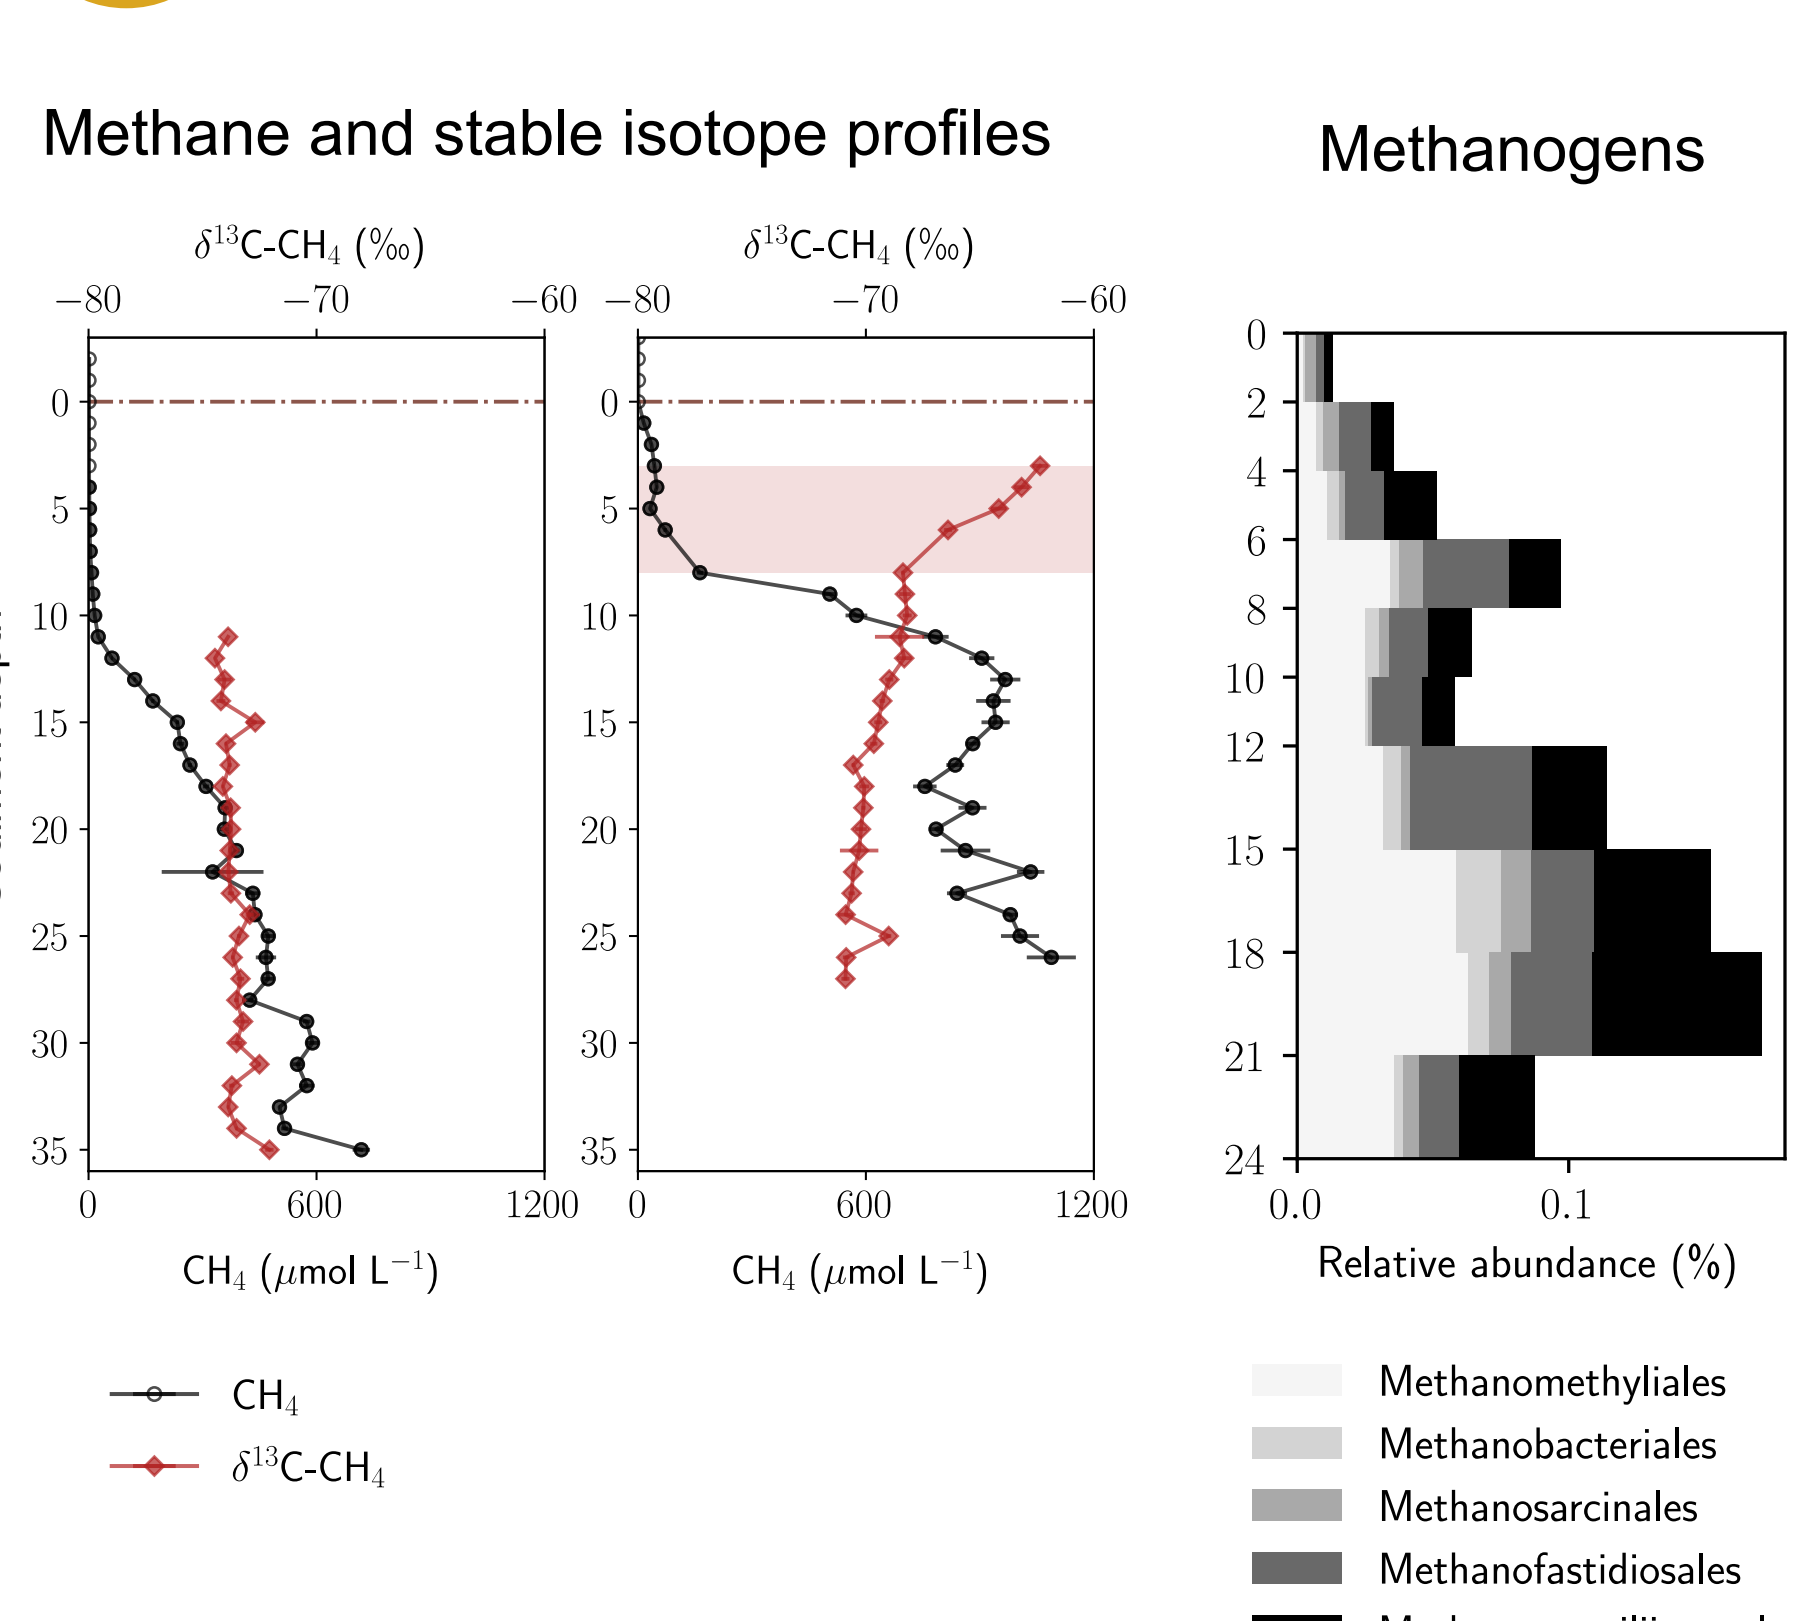 Methane and stable isotope profiles
Methanogens
δ¹³C-CH₄ (‰)
δ¹³C-CH₄ (‰)
−80 −70 −60
−80 −70 −60
0
5
10
15
20
25
30
35
0 600 1200
CH₄ (μmol L⁻¹)
0
5
10
15
20
25
30
35
0 600 1200
CH₄ (μmol L⁻¹)
0
2
4
6
8
10
12
15
18
21
24
0.0 0.1
Relative abundance (%)
CH₄
δ¹³C-CH₄
Methanomethyliales
Methanobacteriales
Methanosarcinales
Methanofastidiosales